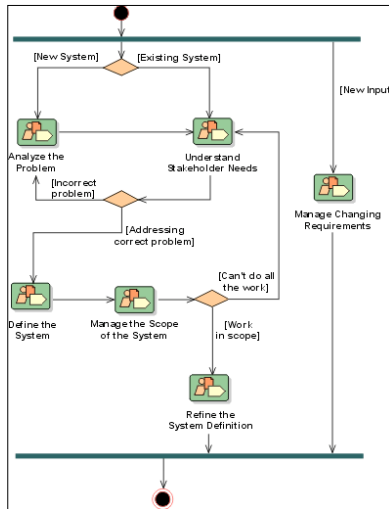 [New System]
[Existing System]
[New Input
Analyze the
Problem
Understand
Stakeholder Needs
[Incorrect
problem]
Manage Changing
Requirements
[Addressing
correct problem]
[Can't do all
the work]
Define the
System
Manage the Scope
of the System
[Work
in scope]
Refine the
System Definition